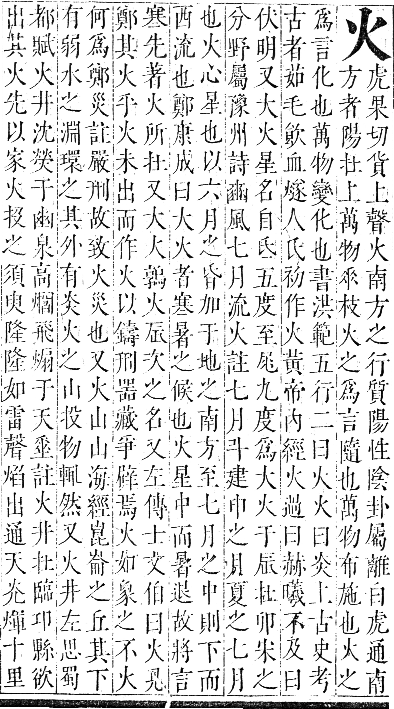 火虎果切貨上聲火南方之行質陽性陰卦屬離曰虎通南
方者陽在上萬物垂枝火之爲言隨也萬物布施也火之
爲言化也萬物變化也書洪範五行二曰火火曰炎上古史考
古者茹毛飲血燧人氏初作火黃帝內經火過曰赫曦不及曰
伏明又大火星名自氐五度至尾九度爲大火于辰在卯宋之
分野屬豫州詩豳風七月流火註七月斗建申之月夏之七月
也火心星也以六月之昏加于地之南方至七月之中則下而
西流也鄭康成曰大火者寒暑之候也火星中而暑退故將言
寒先著火所在又大大鶉火辰次之名又左傳士文伯曰火見
鄭其火乎火未出而作火以鑄刑器藏爭辟焉火如象之不火
何爲鄭災註嚴刑故致火災也又火山山海經崑崙之丘其下
有弱水之淵環之其外有炎火之山投物輒然又火井左思蜀
都賦火井沈熒于幽泉高爓飛煽于天垂註火井在臨邛縣欲
出其火先以家火投之須臾隆隆如雷聲焰出通天光煇十里